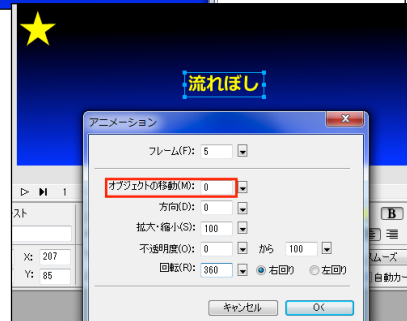 流れぼし
アニメーション
フレーム(F): 5
1
オブジェクトの移動(M): 0
スト
方向(D): 0
B
拡大・縮小(S): 100
X: 207
不透明度(O): 0 から 100
スムーズ
Y: 85
回転(R): 360 右回り 左回り
自動カー
キャンセル OK